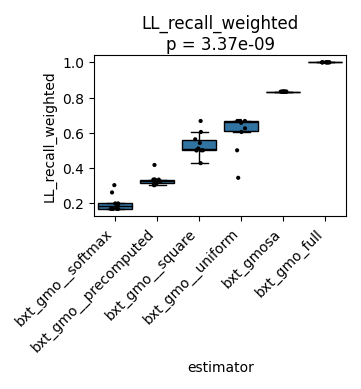 LL_recall_weighted
p = 3.37e-09
LL_recall_weighted
1.0
0.8
0.6
0.4
0.2
bxt_gmo__softmax
bxt_gmo__precomputed
bxt_gmo__square
bxt_gmo__uniform
bxt_gmosa
bxt_gmo_full
estimator